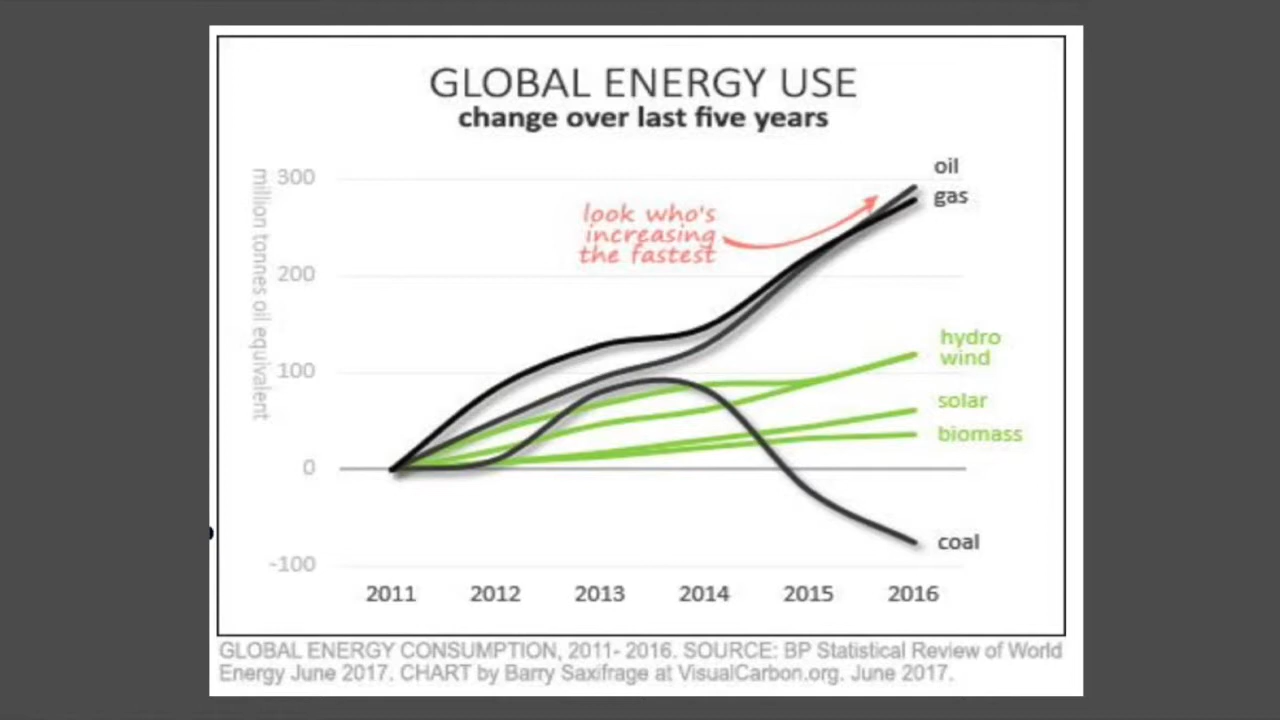 GLOBAL ENERGY USE
change over last five years
million tonnes oil equivalent
300
200
100
0
-100
look who's
increasing
the fastest
oil
gas
hydro
wind
solar
biomass
coal
2011 2012 2013 2014 2015 2016
GLOBAL ENERGY CONSUMPTION, 2011- 2016. SOURCE: BP Statistical Review of World
Energy June 2017. CHART by Barry Saxifrage at VisualCarbon.org. June 2017.